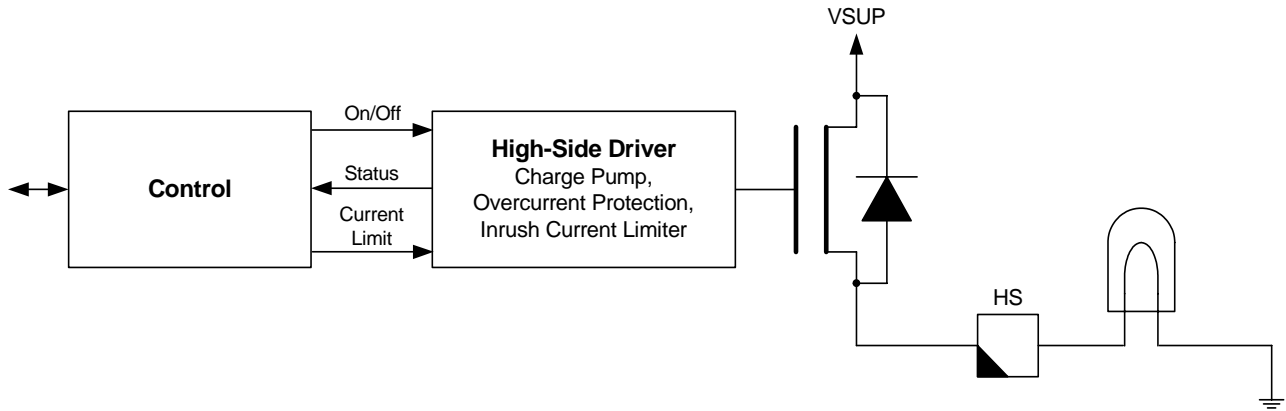 VSUP
On/Off
Control
Status
Current
Limit
High-Side Driver
Charge Pump,
Overcurrent Protection,
Inrush Current Limiter
HS